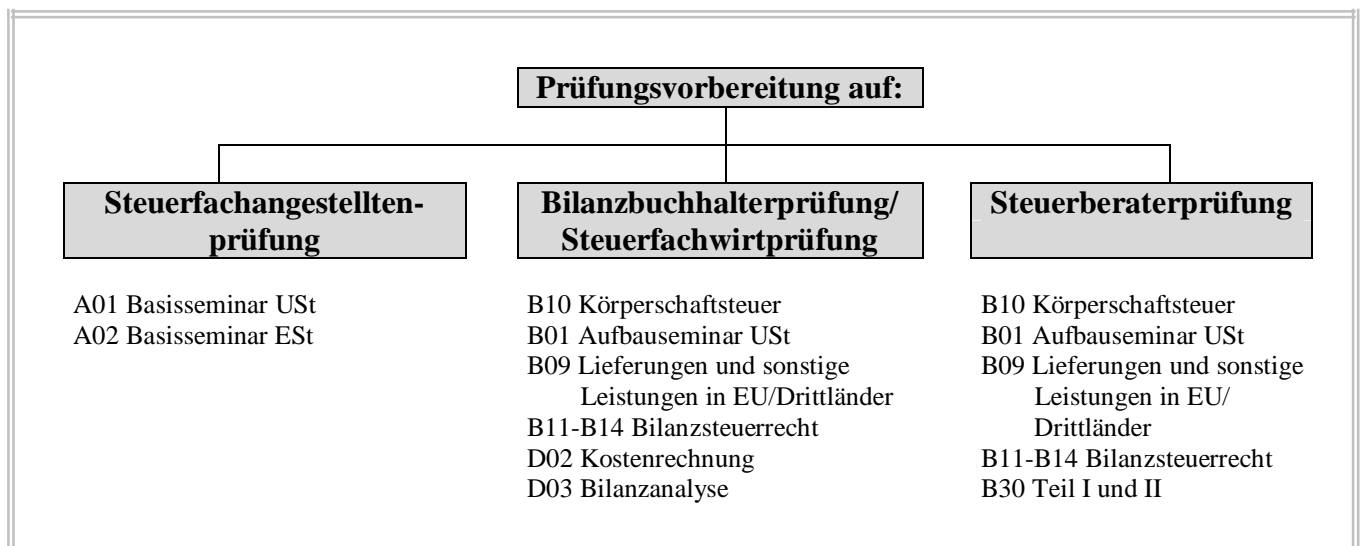 Prüfungsvorbereitung auf:
Steuerfachangestellten-
prüfung
A01 Basisseminar USt
A02 Basisseminar ESt
Bilanzbuchhalterprüfung/
Steuerfachwirtprüfung
B10 Körperschaftsteuer
B01 Aufbauseminar USt
B09 Lieferungen und sonstige
Leistungen in EU/Drittländer
B11-B14 Bilanzsteuerrecht
D02 Kostenrechnung
D03 Bilanzanalyse
Steuerberaterprüfung
B10 Körperschaftsteuer
B01 Aufbauseminar USt
B09 Lieferungen und sonstige
Leistungen in EU/
Drittländer
B11-B14 Bilanzsteuerrecht
B30 Teil I und II